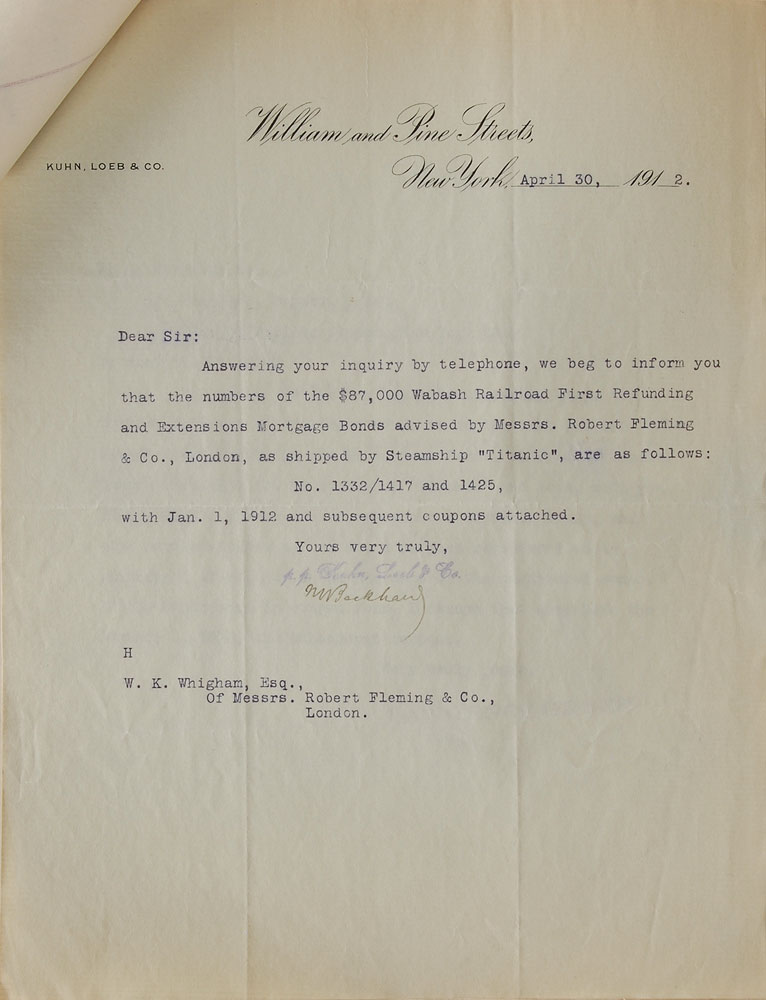 William and Pine Streets,
KUHN, LOEB & CO.
New York, April 30, 1912.
Dear Sir:
Answering your inquiry by telephone, we beg to inform you
that the numbers of the $87,000 Wabash Railroad First Refunding
and Extensions Mortgage Bonds advised by Messrs. Robert Fleming
& Co., London, as shipped by Steamship "Titanic", are as follows:
No. 1332/1417 and 1425,
with Jan. 1, 1912 and subsequent coupons attached.
Yours very truly,
p.p. Kuhn, Loeb & Co.
H
W. K. Whigham, Esq.,
Of Messrs. Robert Fleming & Co.,
London.